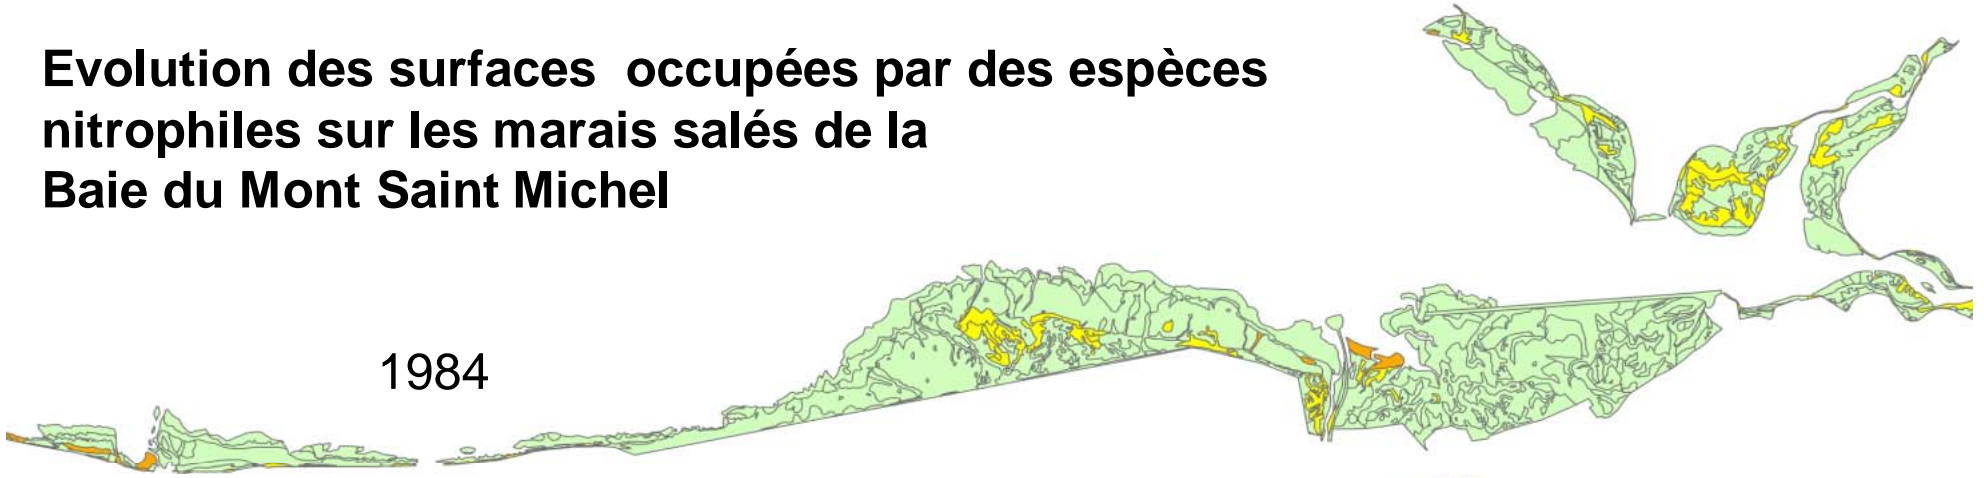 Evolution des surfaces occupées par des espèces
nitrophiles sur les marais salés de la
Baie du Mont Saint Michel
1984